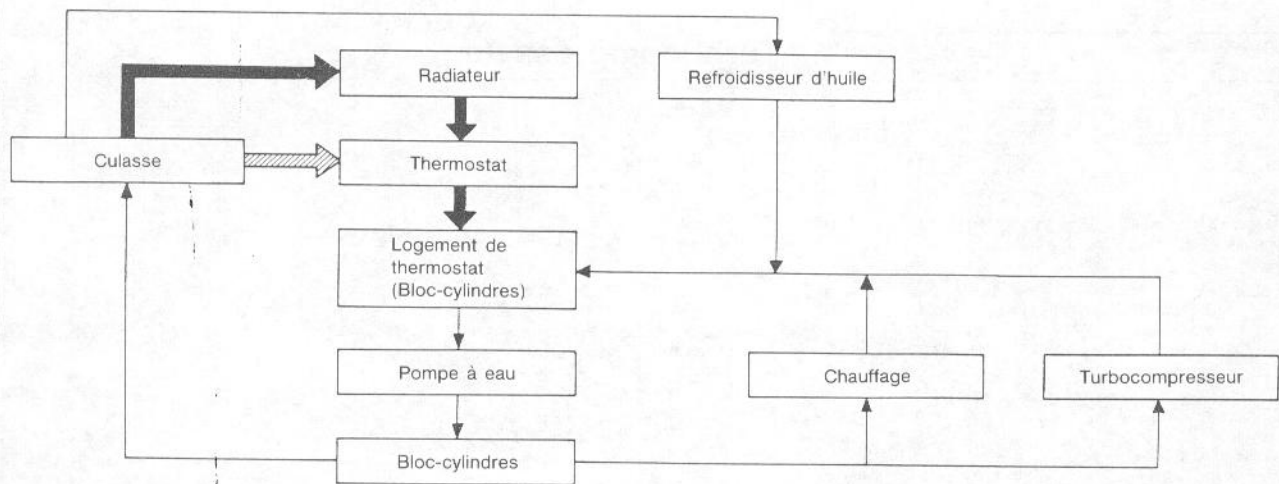 Radiateur
Refroidisseur d'huile
Culasse
Thermostat
Logement de
thermostat
(Bloc-cylindres)
Pompe à eau
Chauffage
Turbocompresseur
Bloc-cylindres